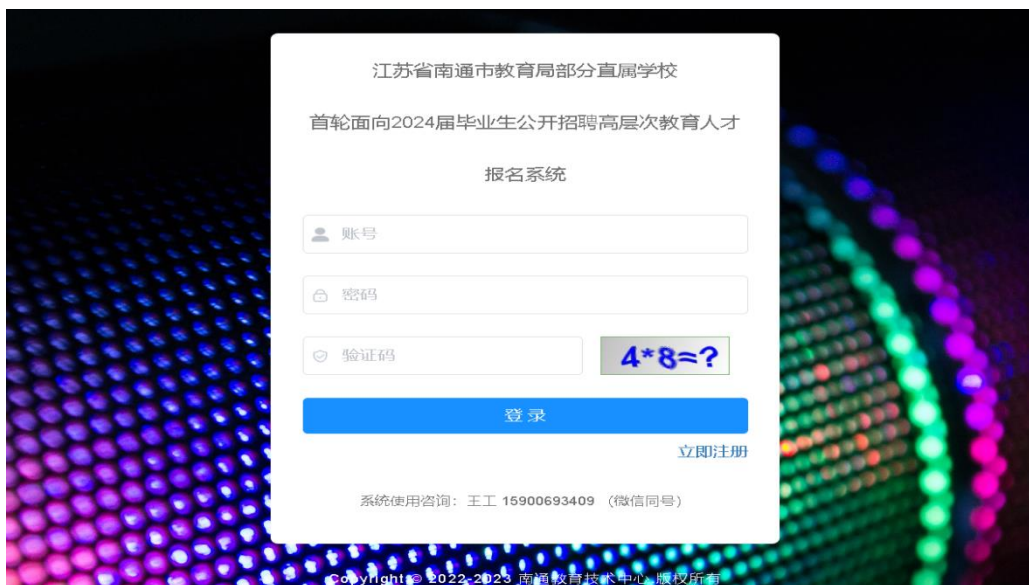 江苏省南通市教育局部分直属学校
首轮面向2024届毕业生公开招聘高层次教育人才
报名系统
账号
密码
验证码
4*8=?
登录
立即注册
系统使用咨询：王工 15900693409 （微信同号）
Copyright © 2022-2023 南通教育技术中心 版权所有